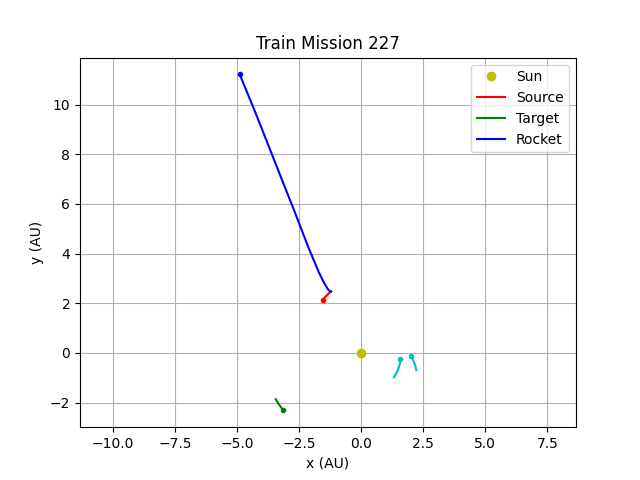 Train Mission 227
Sun
Source
Target
Rocket
y (AU)
10
8
6
4
2
0
−2
−10.0 −7.5 −5.0 −2.5 0.0 2.5 5.0 7.5
x (AU)